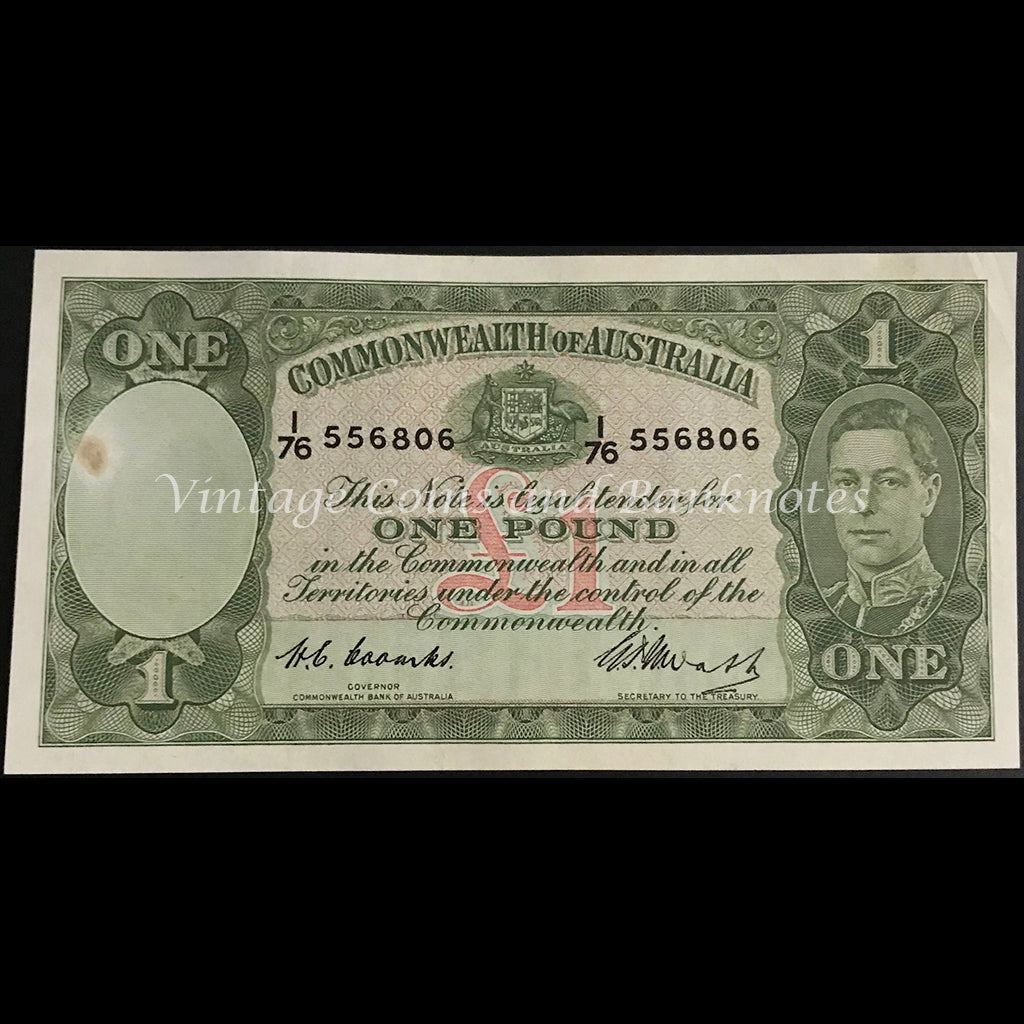 ONE
1
COMMONWEALTH OF AUSTRALIA
AUSTRALIA
I/76 556806 I/76 556806
Vintage Coins and Banknotes
This Note is legal tender for
ONE POUND
£1
in the Commonwealth and in all
Territories under the control of the
Commonwealth.
H.C. Coombs.
GOVERNOR
COMMONWEALTH BANK OF AUSTRALIA
SECRETARY TO THE TREASURY
1
ONE